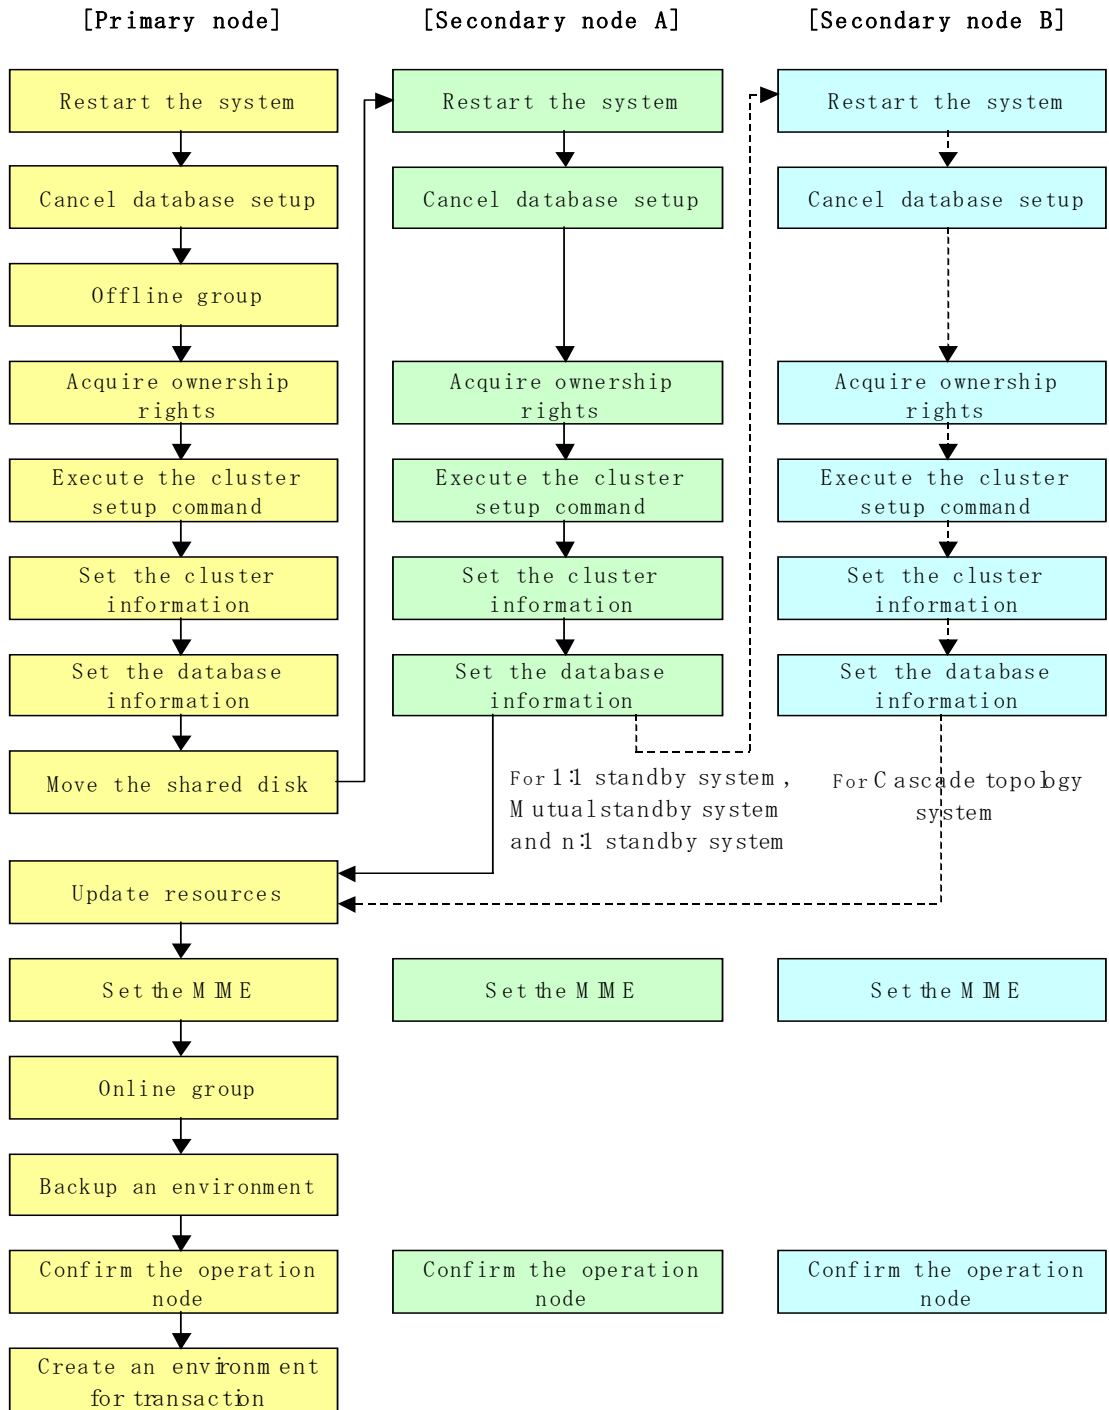 [Primary node]
[Secondary node A]
[Secondary node B]
Restart the system
Restart the system
Restart the system
Cancel database setup
Cancel database setup
Cancel database setup
Offline group
Acquire ownership
rights
Acquire ownership
rights
Acquire ownership
rights
Execute the cluster
setup command
Execute the cluster
setup command
Execute the cluster
setup command
Set the cluster
information
Set the cluster
information
Set the cluster
information
Set the database
information
Set the database
information
Set the database
information
Move the shared disk
For 1:1 standby system,
Mutual standby system
and n:1 standby system
For Cascade topology
system
Update resources
Set the MIME
Set the MIME
Set the MIME
Online group
Backup an environment
Confirm the operation
node
Confirm the operation
node
Confirm the operation
node
Create an environment
for transaction